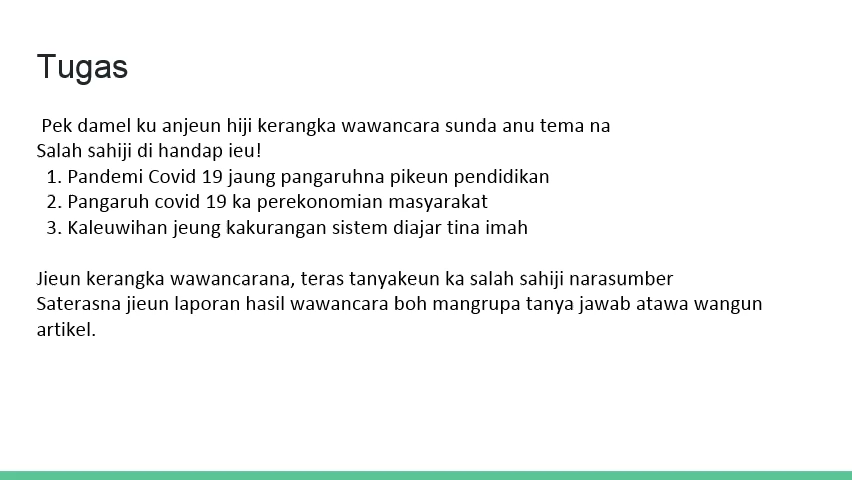 Tugas
Pek damel ku anjeun hiji kerangka wawancara sunda anu tema na
Salah sahiji di handap ieu!
1. Pandemi Covid 19 jaung pangaruhna pikeun pendidikan
2. Pangaruh covid 19 ka perekonomian masyarakat
3. Kaleuwihan jeung kakurangan sistem diajar tina imah
Jieun kerangka wawancarana, teras tanyakeun ka salah sahiji narasumber
Saterasna jieun laporan hasil wawancara boh mangrupa tanya jawab atawa wangun
artikel.